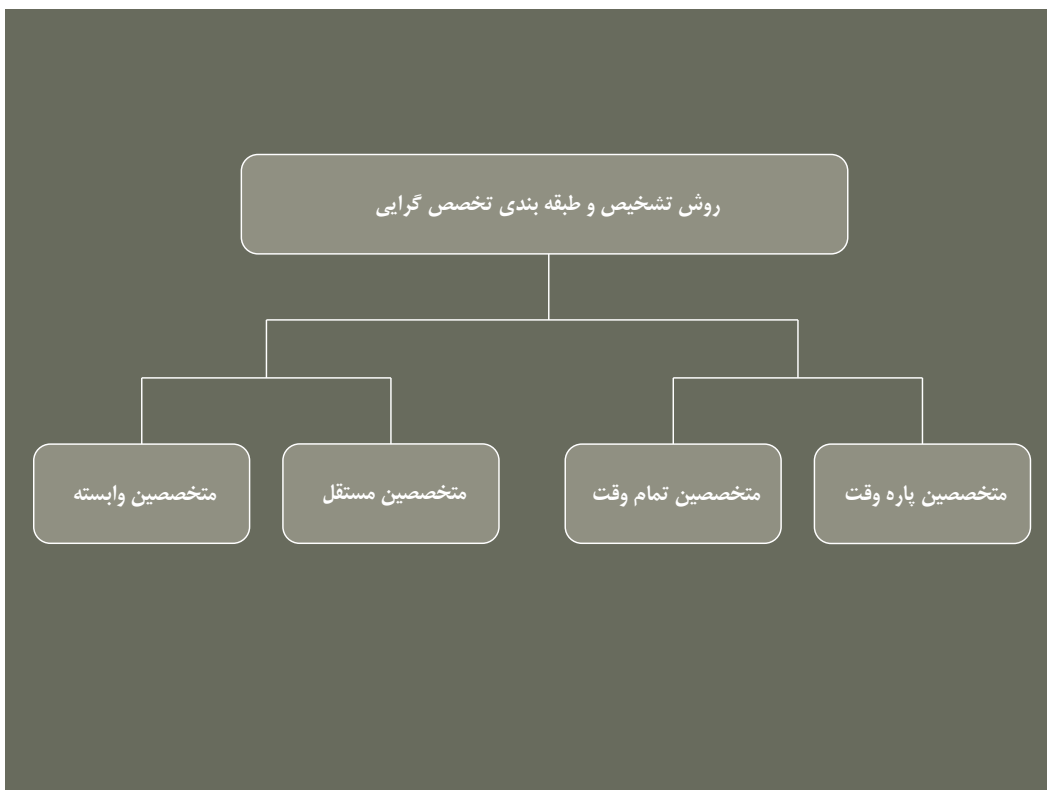 روش تشخیص و طبقه بندی تخصص گرایی
متخصصین پاره وقت
متخصصین تمام وقت
متخصصین مستقل
متخصصین وابسته